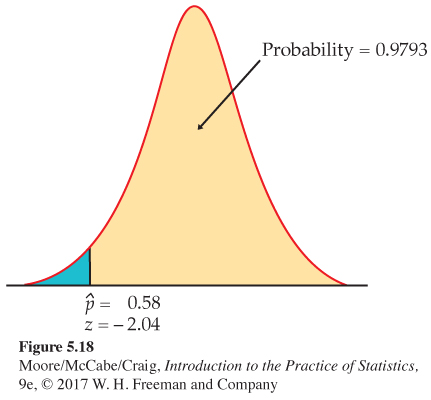 Probability = 0.9793
p̂ = 0.58
z = – 2.04
Figure 5.18
Moore/McCabe/Craig, Introduction to the Practice of Statistics,
9e, © 2017 W. H. Freeman and Company